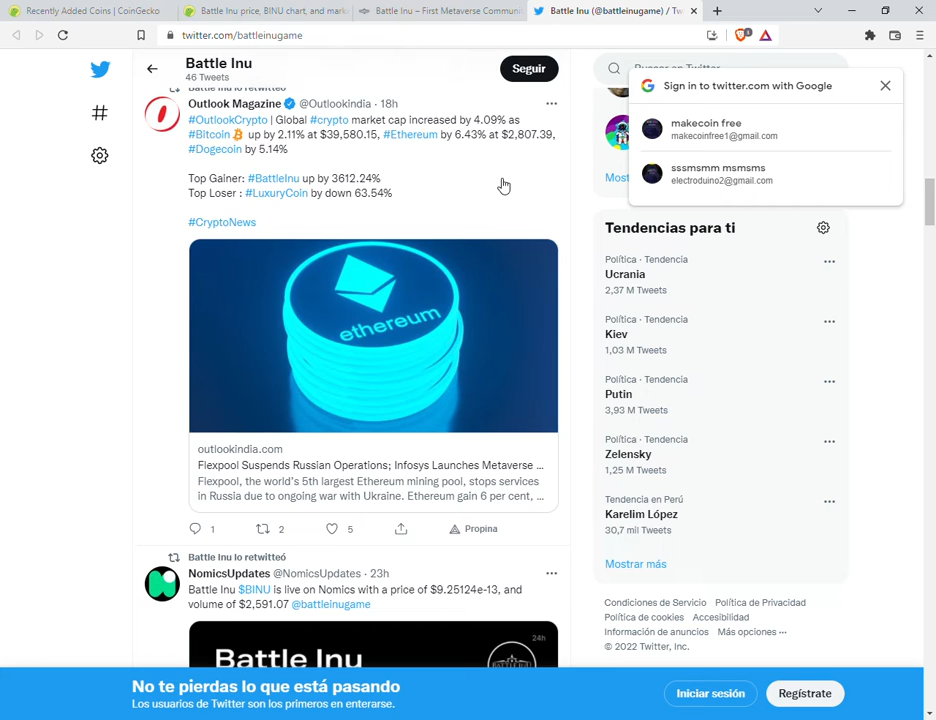 Recently Added Coins | CoinGecko
Battle Inu price, BINU chart, and mark
Battle Inu – First Metaverse Commun
Battle Inu (@battleinugame) / Tw
twitter.com/battleinugame
Battle Inu
46 Tweets
Seguir
Battle Inu lo retwitteó
Outlook Magazine @Outlookindia · 18h
#OutlookCrypto | Global #crypto market cap increased by 4.09% as
#Bitcoin up by 2.11% at $39,580.15, #Ethereum by 6.43% at $2,807.39,
#Dogecoin by 5.14%
Top Gainer: #BattleInu up by 3612.24%
Top Loser : #LuxuryCoin by down 63.54%
#CryptoNews
ethereum
outlookindia.com
Flexpool Suspends Russian Operations; Infosys Launches Metaverse ...
Flexpool, the world's 5th largest Ethereum mining pool, stops services
in Russia due to ongoing war with Ukraine. Ethereum gain 6 per cent, ...
1
2
5
Propina
Battle Inu lo retwitteó
NomicsUpdates @NomicsUpdates · 23h
Battle Inu $BINU is live on Nomics with a price of $9.25124e-13, and
volume of $2,591.07 @battleinugame
24h
Battle Inu
Buscar en Twitter
Sign in to twitter.com with Google
makecoin free
makecoinfree1@gmail.com
sssmsmm msmsms
electroduino2@gmail.com
Most
Tendencias para ti
Política · Tendencia
Ucrania
2,37 M Tweets
Política · Tendencia
Kiev
1,03 M Tweets
Política · Tendencia
Putin
3,93 M Tweets
Política · Tendencia
Zelensky
1,25 M Tweets
Tendencia en Perú
Karelim López
30,7 mil Tweets
Mostrar más
Condiciones de Servicio Política de Privacidad
Política de cookies Accesibilidad
Información de anuncios Más opciones ···
© 2022 Twitter, Inc.
No te pierdas lo que está pasando
Los usuarios de Twitter son los primeros en enterarse.
Iniciar sesión
Regístrate